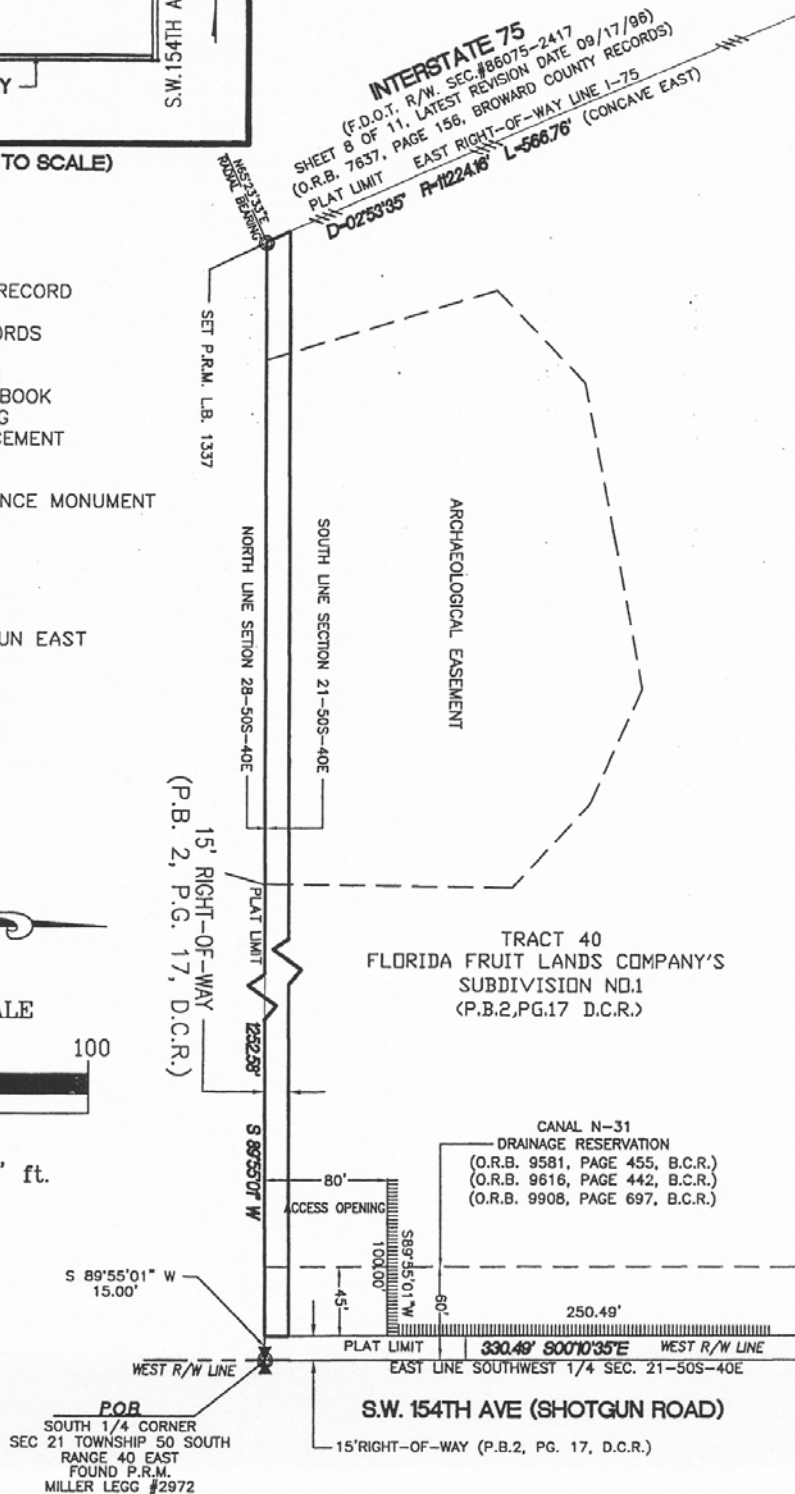 S.W. 154TH A
Y
TO SCALE)
INTERSTATE 75
(F.D.O.T. R/W. SEC.#86075-2417
SHEET 8 OF 11, LATEST REVISION DATE 09/17/96)
(O.R.B. 7637, PAGE 156, BROWARD COUNTY RECORDS)
PLAT LIMIT EAST RIGHT-OF-WAY LINE I-75
D=02°53'35" R=11224.16' L=566.76' (CONCAVE EAST)
N65°23'33"E
RADIAL BEARING
RECORD
ORDS
BOOK
G
CEMENT
NCE MONUMENT
UN EAST
SET P.R.M. L.B. 1337
NORTH LINE SETION 28-50S-40E
SOUTH LINE SECTION 21-50S-40E
ARCHAEOLOGICAL EASEMENT
15' RIGHT-OF-WAY
(P.B. 2, P.G. 17, D.C.R.)
PLAT LIMIT
1252.58'
S 89°55'01" W
TRACT 40
FLORIDA FRUIT LANDS COMPANY'S
SUBDIVISION NO.1
(P.B.2,PG.17 D.C.R.)
ALE
100
' ft.
CANAL N-31
DRAINAGE RESERVATION
(O.R.B. 9581, PAGE 455, B.C.R.)
(O.R.B. 9616, PAGE 442, B.C.R.)
(O.R.B. 9908, PAGE 697, B.C.R.)
80'
ACCESS OPENING
S89°55'01"W
100.00'
45'
60'
250.49'
S 89°55'01" W
15.00'
PLAT LIMIT 330.49' S00°10'35"E WEST R/W LINE
WEST R/W LINE
EAST LINE SOUTHWEST 1/4 SEC. 21-50S-40E
S.W. 154TH AVE (SHOTGUN ROAD)
15'RIGHT-OF-WAY (P.B.2, PG. 17, D.C.R.)
P.O.B.
SOUTH 1/4 CORNER
SEC 21 TOWNSHIP 50 SOUTH
RANGE 40 EAST
FOUND P.R.M.
MILLER LEGG #2972